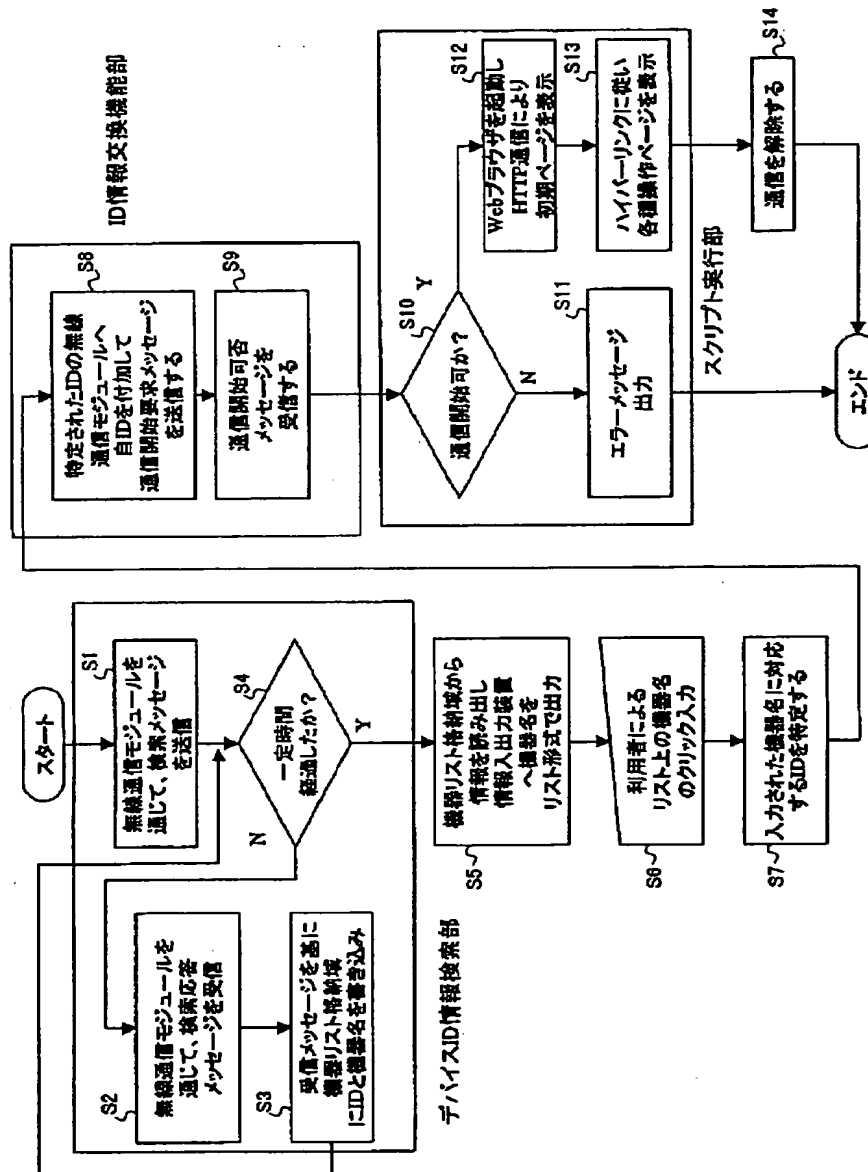 スタート
S1
無線通信モジュールを
通じて、検索メッセージ
を送信
S4
一定時間
経過したか?
N
Y
S2
無線通信モジュールを
通じて、検索応答
メッセージを受信
S3
受信メッセージを基に
機器リスト格納域
にIDと機器名を書き込み
デバイスID情報検索部
機器リスト格納域から
情報を読み出し
情報入出力装置
へ機器名を
リスト形式で出力
S5
利用者による
リスト上の機器名
のクリック入力
S6
入力された機器名に対応
するIDを特定する
S7
ID情報交換機能部
S8
特定されたIDの無線
通信モジュールへ
自IDを付加して
通信開始要求メッセージ
を送信する
S9
通信開始可否
メッセージを
受信する
S10
通信開始可か?
Y
N
S11
エラーメッセージ
出力
S12
Webブラウザを起動し
HTTP通信により
初期ページを表示
S13
ハイパーリンクに従い
各種操作ページを表示
スクリプト実行部
S14
通信を解除する
エンド